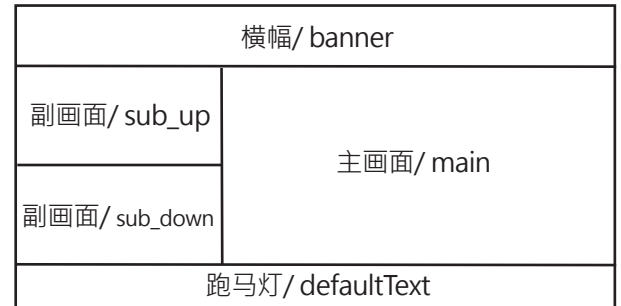 横幅/ banner
副画面/ sub_up
主画面/ main
副画面/ sub_down
跑马灯/ defaultText